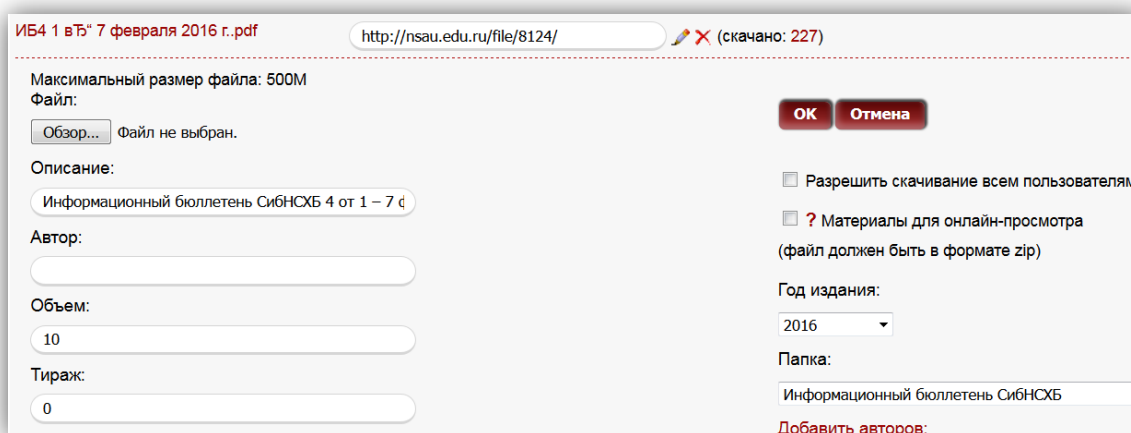 ИБ4 1 вЂ“ 7 февраля 2016 г..pdf
http://nsau.edu.ru/file/8124/
(скачано: 227)
Максимальный размер файла: 500M
Файл:
Обзор... Файл не выбран.
Описание:
Информационный бюллетень СибНСХБ 4 от 1 – 7
Автор:
Объем:
10
Тираж:
0
OK Отмена
Разрешить скачивание всем пользователям
? Материалы для онлайн-просмотра
(файл должен быть в формате zip)
Год издания:
2016
Папка:
Информационный бюллетень СибНСХБ
Добавить авторов: